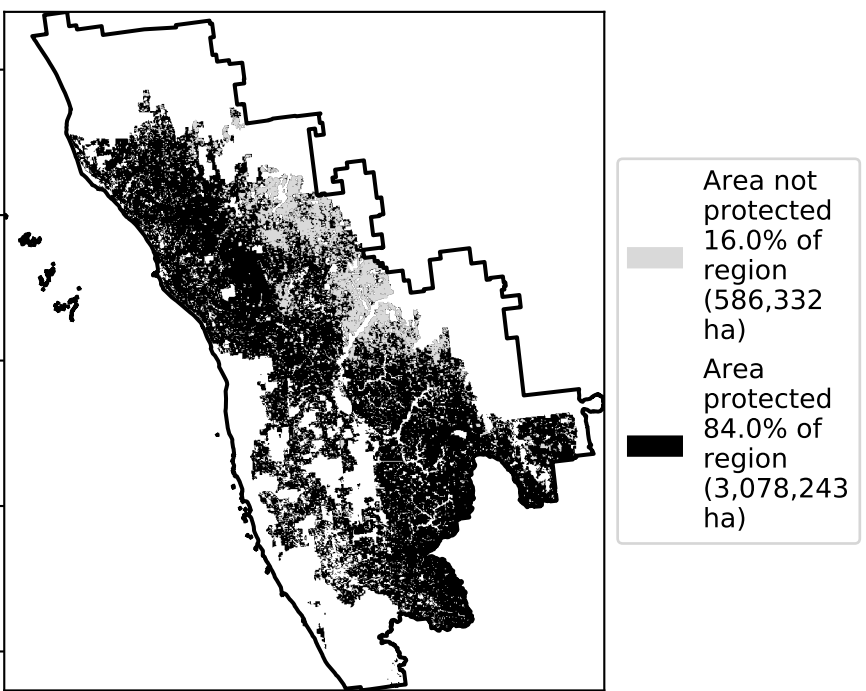 Area not
protected
16.0% of
region
(586,332
ha)
Area
protected
84.0% of
region
(3,078,243
ha)